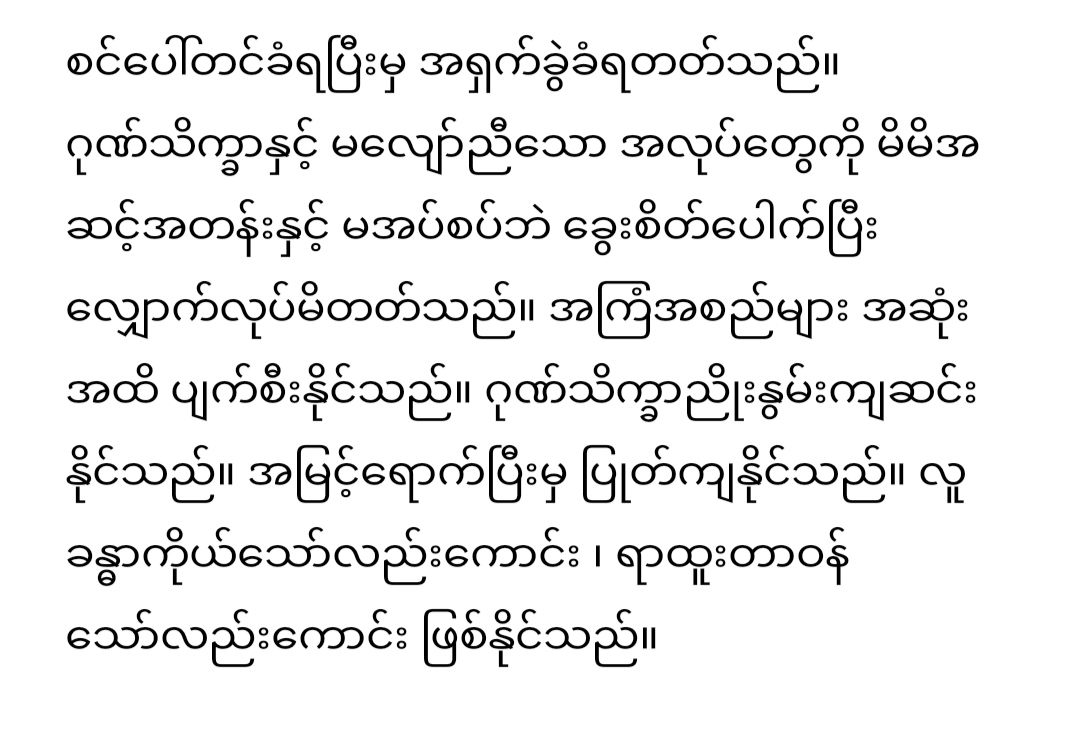 စင်ပေါ်တင်ခံရပြီးမှ အရှက်ခွဲခံရတတ်သည်။
ဂုဏ်သိက္ခာနှင့် မလျော်ညီသော အလုပ်တွေကို မိမိအ
ဆင့်အတန်းနှင့် မအပ်စပ်ဘဲ ခွေးစိတ်ပေါက်ပြီး
လျှောက်လုပ်မိတတ်သည်။ အကြံအစည်များ အဆုံး
အထိ ပျက်စီးနိုင်သည်။ ဂုဏ်သိက္ခာညှိုးနွမ်းကျဆင်း
နိုင်သည်။ အမြင့်ရောက်ပြီးမှ ပြုတ်ကျနိုင်သည်။ လူ
ခန္ဓာကိုယ်သော်လည်းကောင်း ၊ ရာထူးတာဝန်
သော်လည်းကောင်း ဖြစ်နိုင်သည်။